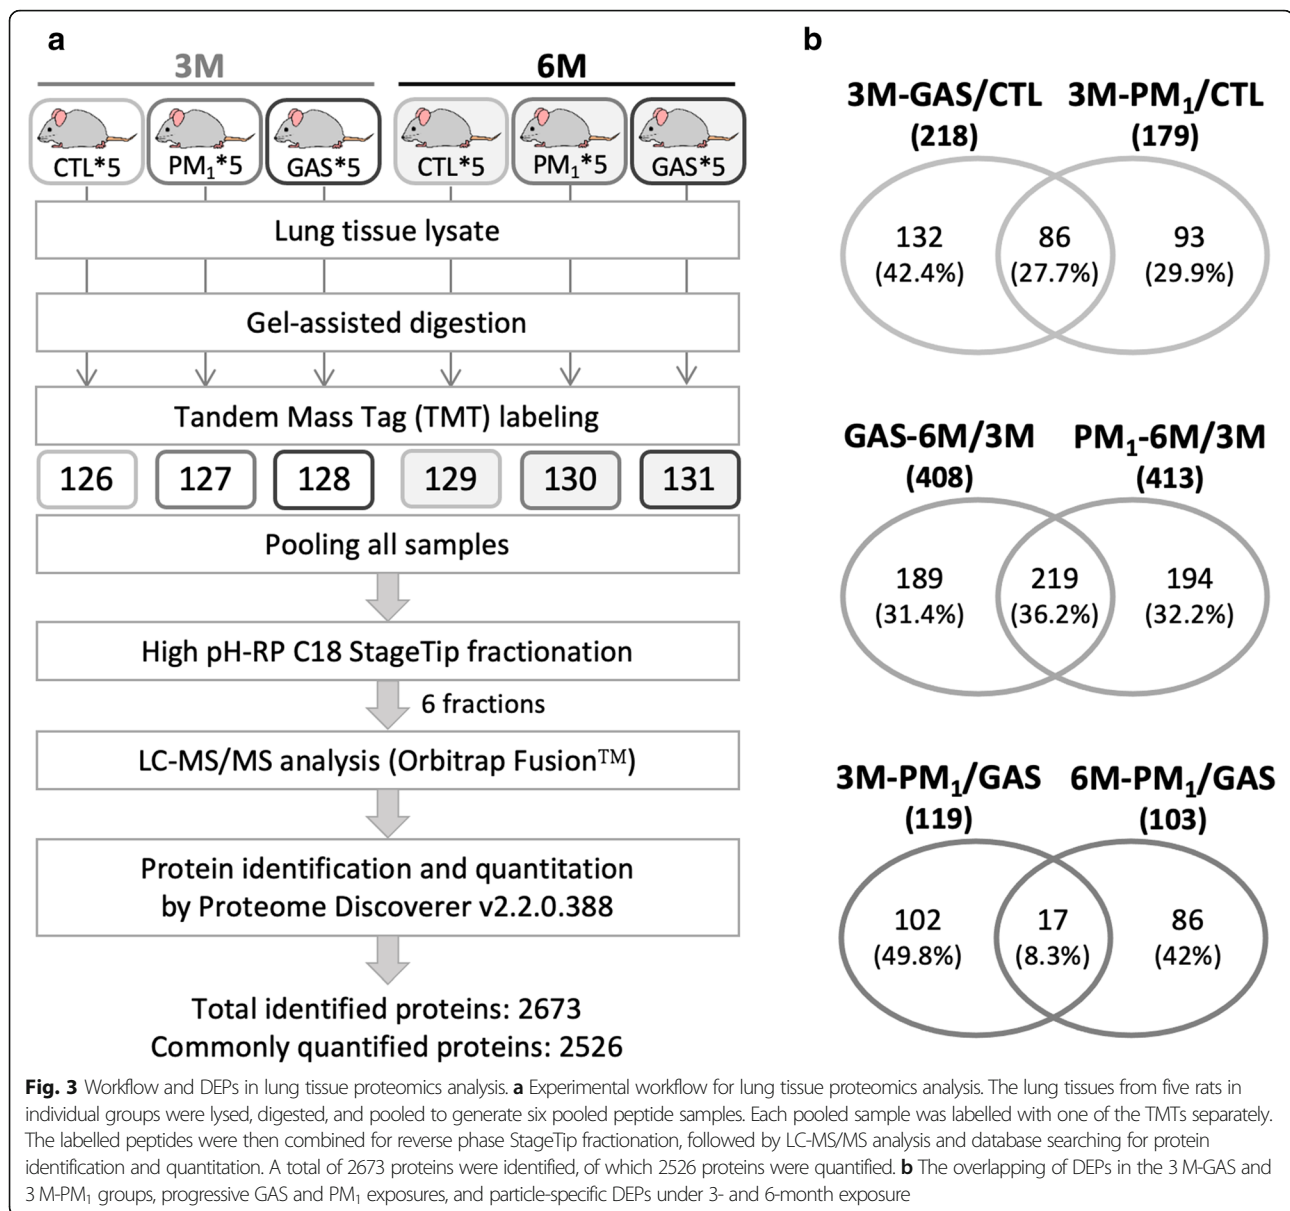 a
3M
6M
CTL*5
PM₁*5
GAS*5
CTL*5
PM₁*5
GAS*5
Lung tissue lysate
Gel-assisted digestion
Tandem Mass Tag (TMT) labeling
126
127
128
129
130
131
Pooling all samples
High pH-RP C18 StageTip fractionation
6 fractions
LC-MS/MS analysis (Orbitrap Fusion™)
Protein identification and quantitation
by Proteome Discoverer v2.2.0.388
Total identified proteins: 2673
Commonly quantified proteins: 2526
b
3M-GAS/CTL
(218)
3M-PM₁/CTL
(179)
132
(42.4%)
86
(27.7%)
93
(29.9%)
GAS-6M/3M
(408)
PM₁-6M/3M
(413)
189
(31.4%)
219
(36.2%)
194
(32.2%)
3M-PM₁/GAS
(119)
6M-PM₁/GAS
(103)
102
(49.8%)
17
(8.3%)
86
(42%)
Fig. 3 Workflow and DEPs in lung tissue proteomics analysis. a Experimental workflow for lung tissue proteomics analysis. The lung tissues from five rats in
individual groups were lysed, digested, and pooled to generate six pooled peptide samples. Each pooled sample was labelled with one of the TMTs separately.
The labelled peptides were then combined for reverse phase StageTip fractionation, followed by LC-MS/MS analysis and database searching for protein
identification and quantitation. A total of 2673 proteins were identified, of which 2526 proteins were quantified. b The overlapping of DEPs in the 3 M-GAS and
3 M-PM₁ groups, progressive GAS and PM₁ exposures, and particle-specific DEPs under 3- and 6-month exposure